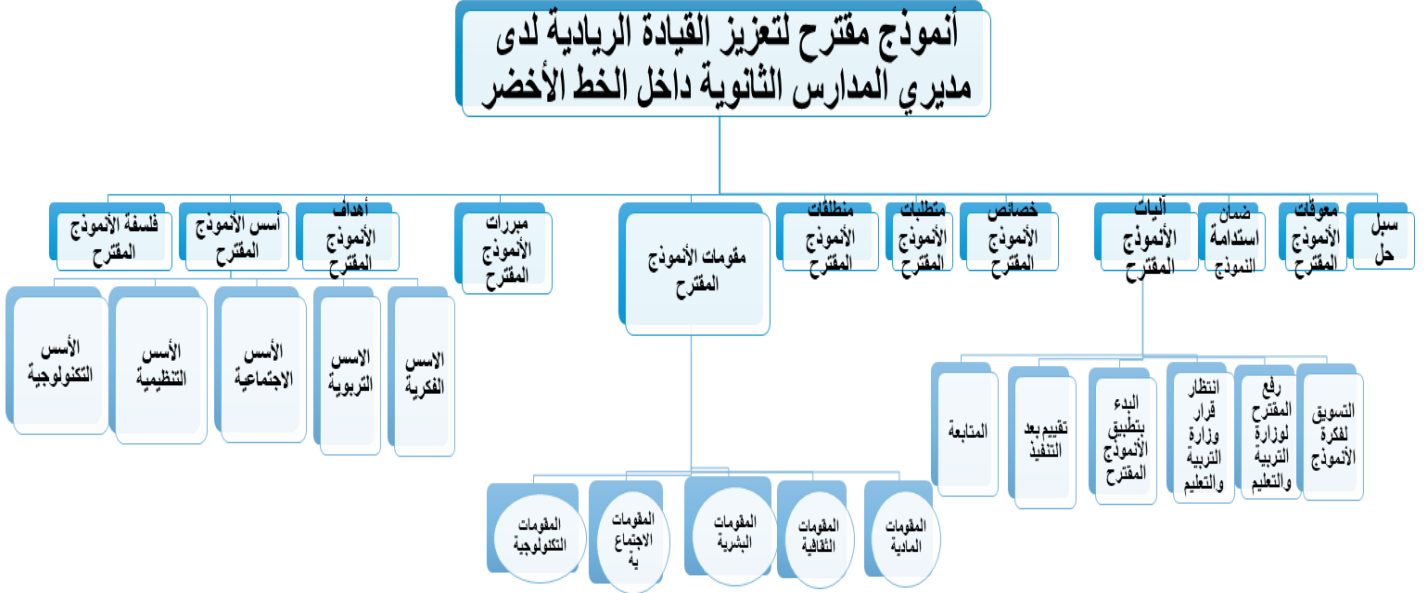 أنموذج مقترح لتعزيز القيادة الريادية لدى
مديري المدارس الثانوية داخل الخط الأخضر
سبل
حل
معوقات
الأنموذج
المقترح
ضمان
استدامة
النموذج
آليات
الأنموذج
المقترح
خصائص
الأنموذج
المقترح
متطلبات
الأنموذج
المقترح
منطلقات
الأنموذج
المقترح
مقومات الأنموذج
المقترح
مبررات
الأنموذج
المقترح
أهداف
الأنموذج
المقترح
أسس الأنموذج
المقترح
فلسفة الأنموذج
المقترح
الاسس
الفكرية
الاسس
التربوية
الأسس
الاجتماعية
الأسس
التنظيمية
الأسس
التكنولوجية
التسويق
لفكرة
الأنموذج
رفع
المقترح
لوزارة
التربية
والتعليم
انتظار
قرار
وزارة
التربية
والتعليم
البدء
بتطبيق
الأنموذج
المقترح
تقييم بعد
التنفيذ
المتابعة
المقومات
المادية
المقومات
الثقافية
المقومات
البشرية
المقومات
الاجتماع
ية
المقومات
التكنولوجية